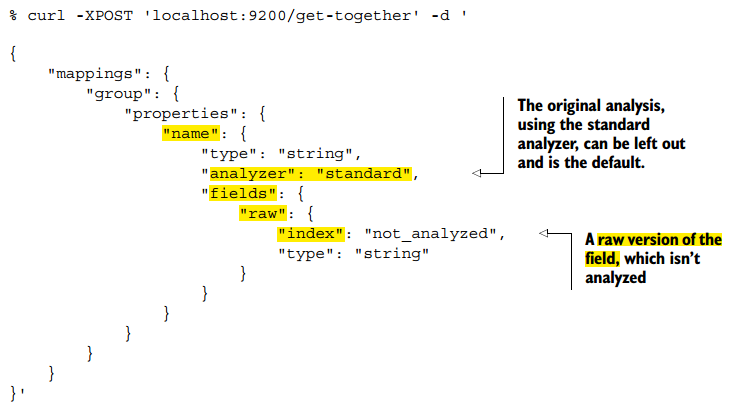 % curl -XPOST 'localhost:9200/get-together' -d '
{
"mappings": {
"group": {
"properties": {
"name": {
"type": "string",
"analyzer": "standard",
"fields": {
"raw": {
"index": "not_analyzed",
"type": "string"
}
}
}
}
}
}
}'
The original analysis,
using the standard
analyzer, can be left out
and is the default.
A raw version of the
field, which isn't
analyzed